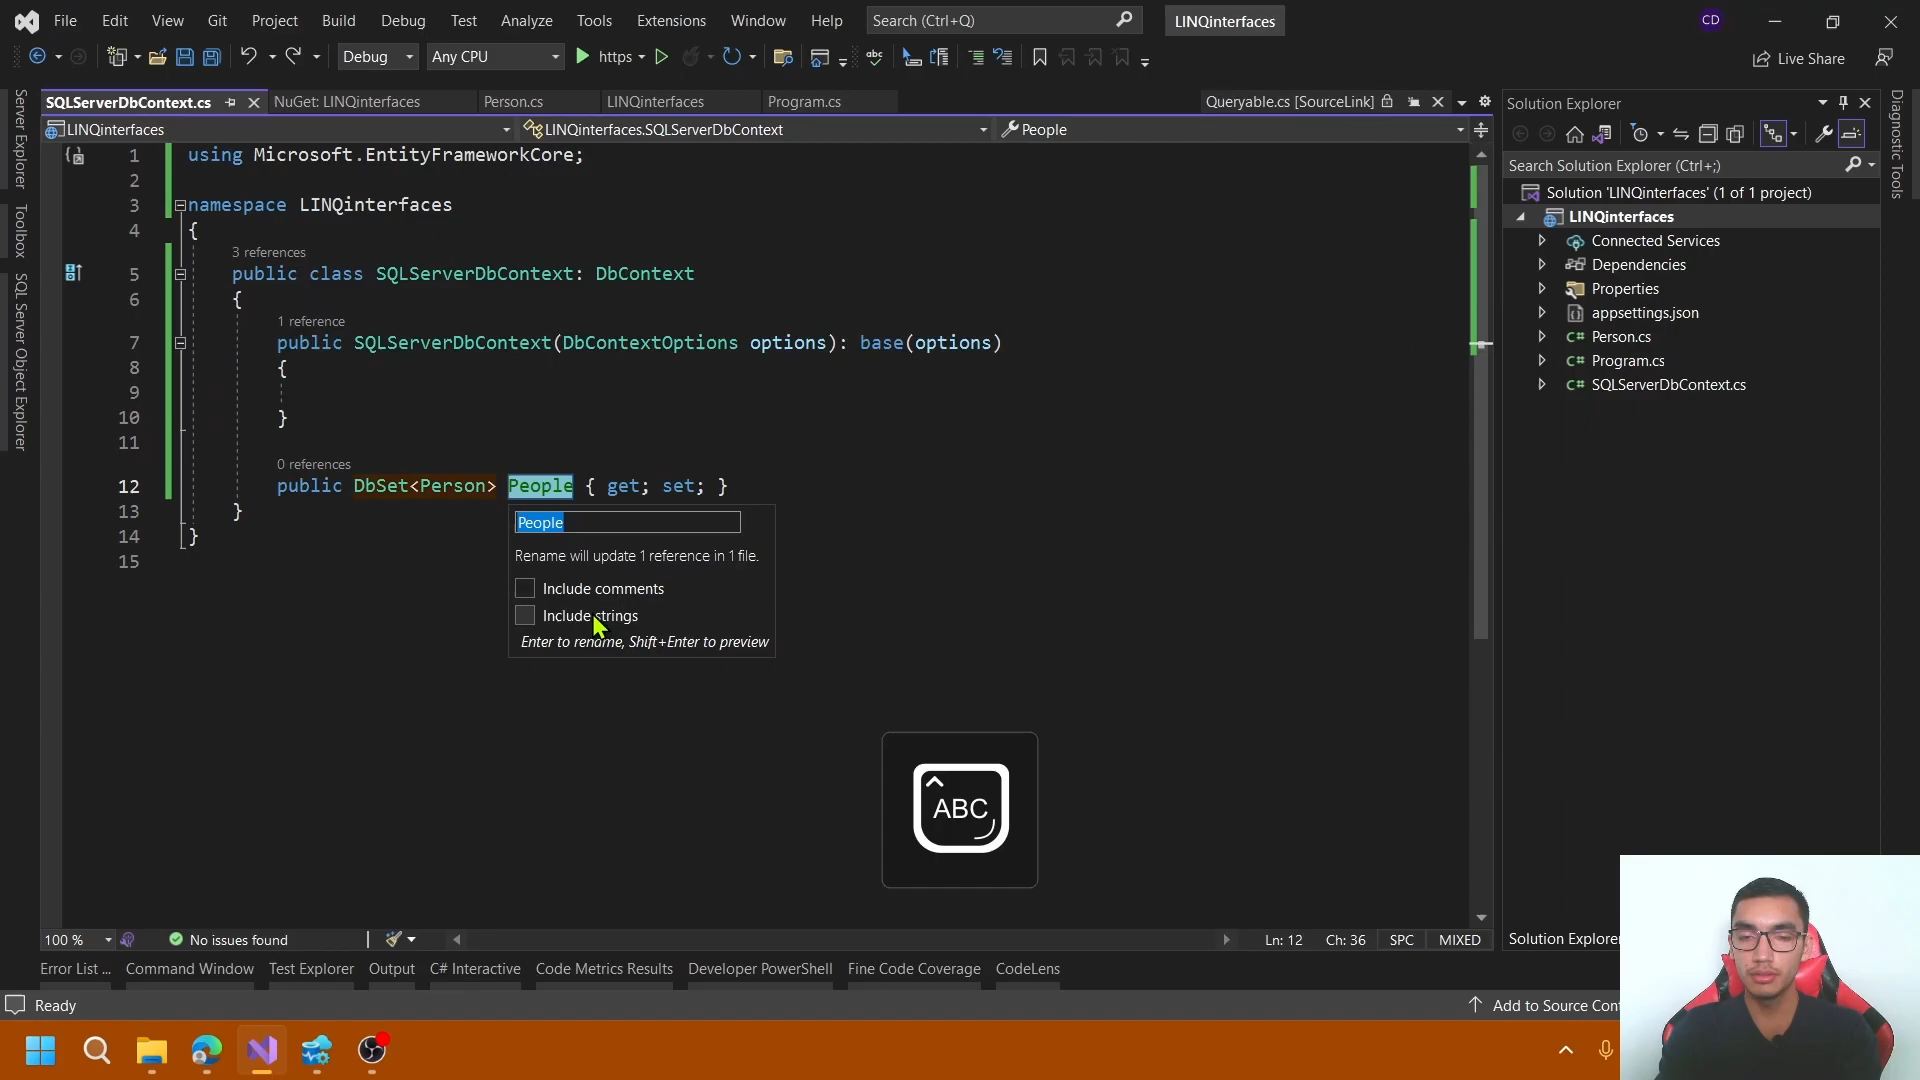 File Edit View Git Project Build Debug Test Analyze Tools Extensions Window Help Search (Ctrl+Q) LINQinterfaces CD
Debug Any CPU https Live Share
SQLServerDbContext.cs NuGet: LINQinterfaces Person.cs LINQinterfaces Program.cs Queryable.cs [SourceLink]
LINQinterfaces LINQinterfaces.SQLServerDbContext People
Server Explorer
Toolbox
SQL Server Object Explorer
1 using Microsoft.EntityFrameworkCore;
2
3 namespace LINQinterfaces
4 {
3 references
5 public class SQLServerDbContext: DbContext
6 {
1 reference
7 public SQLServerDbContext(DbContextOptions options): base(options)
8 {
9
10 }
11
0 references
12 public DbSet<Person> People { get; set; }
13 }
14 }
15
People
Rename will update 1 reference in 1 file.
Include comments
Include strings
Enter to rename, Shift+Enter to preview
ABC
Solution Explorer
Search Solution Explorer (Ctrl+;)
Solution 'LINQinterfaces' (1 of 1 project)
LINQinterfaces
Connected Services
Dependencies
Properties
appsettings.json
C# Person.cs
C# Program.cs
C# SQLServerDbContext.cs
Diagnostic Tools
100 % No issues found Ln: 12 Ch: 36 SPC MIXED
Solution Explorer
Error List ... Command Window Test Explorer Output C# Interactive Code Metrics Results Developer PowerShell Fine Code Coverage CodeLens
Ready Add to Source Cont